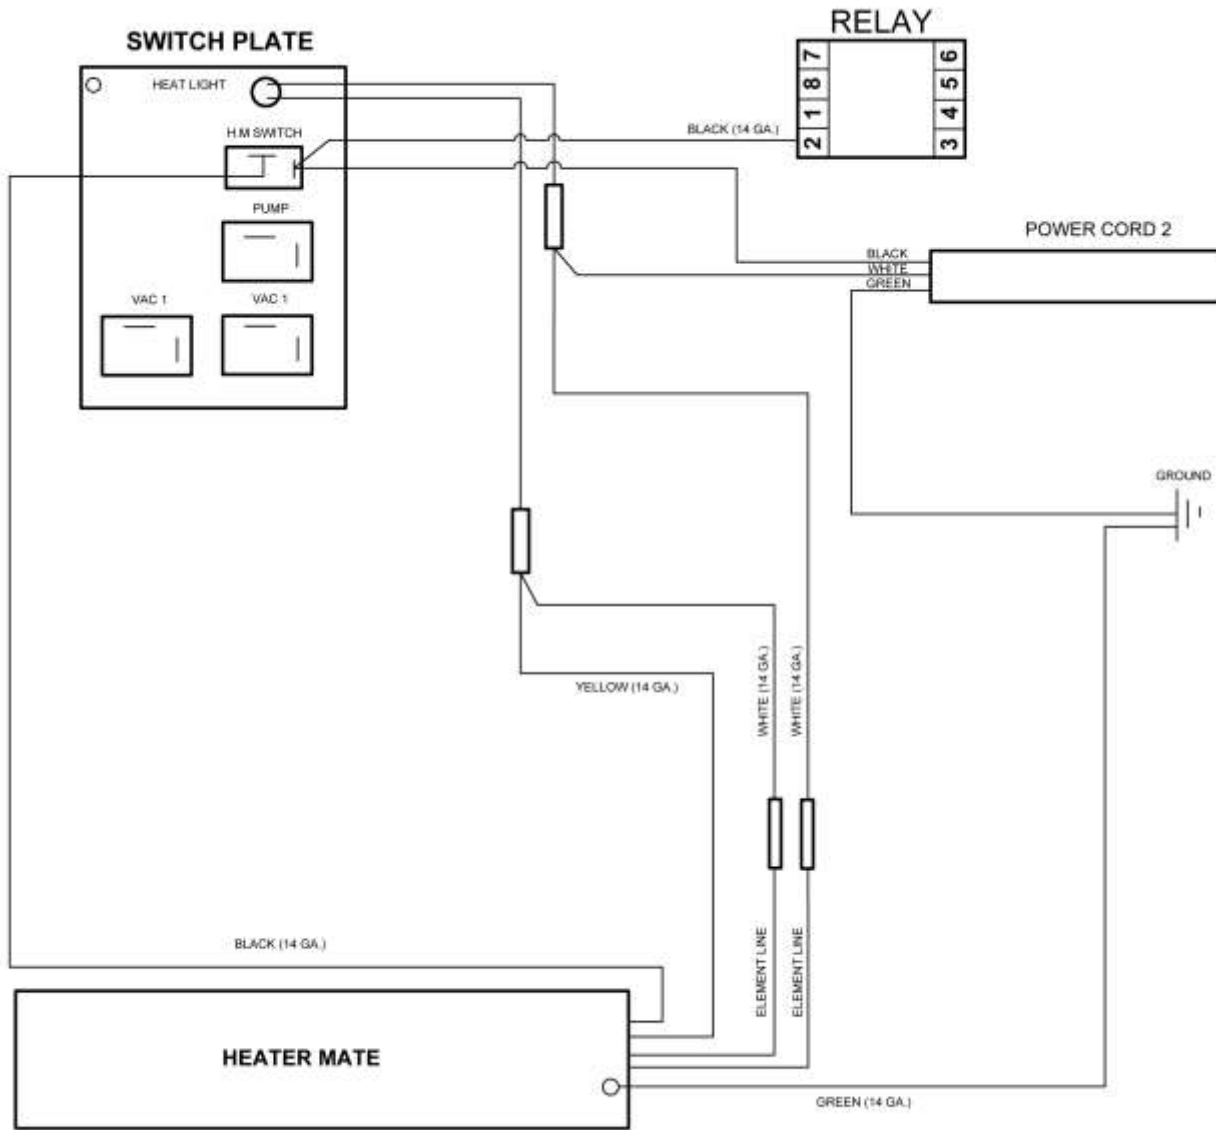 RELAY
SWITCH PLATE
7
8
1
2
6
5
4
3
HEAT LIGHT
H.M SWITCH
BLACK (14 GA.)
PUMP
POWER CORD 2
BLACK
WHITE
GREEN
VAC 1
VAC 1
GROUND
WHITE (14 GA.)
WHITE (14 GA.)
YELLOW (14 GA.)
BLACK (14 GA.)
ELEMENT LINE
ELEMENT LINE
HEATER MATE
GREEN (14 GA.)